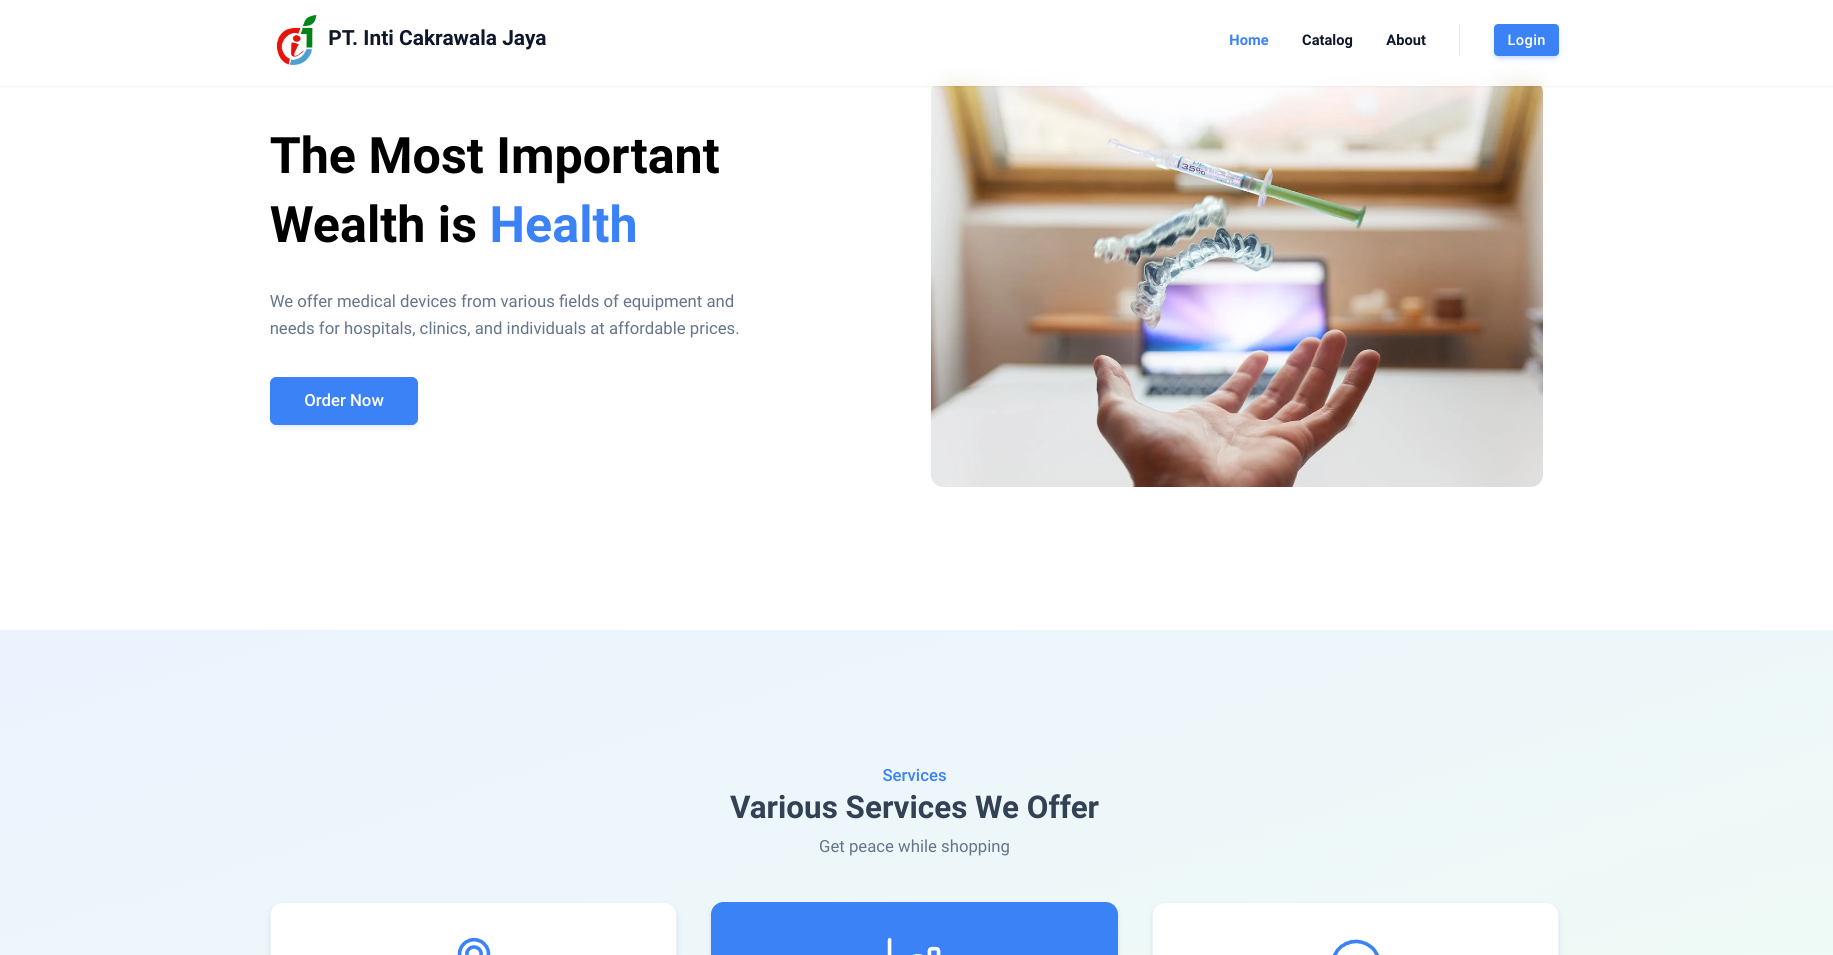 PT. Inti Cakrawala Jaya
Home
Catalog
About
Login
The Most Important
Wealth is Health
35%
We offer medical devices from various fields of equipment and
needs for hospitals, clinics, and individuals at affordable prices.
Order Now
Services
Various Services We Offer
Get peace while shopping